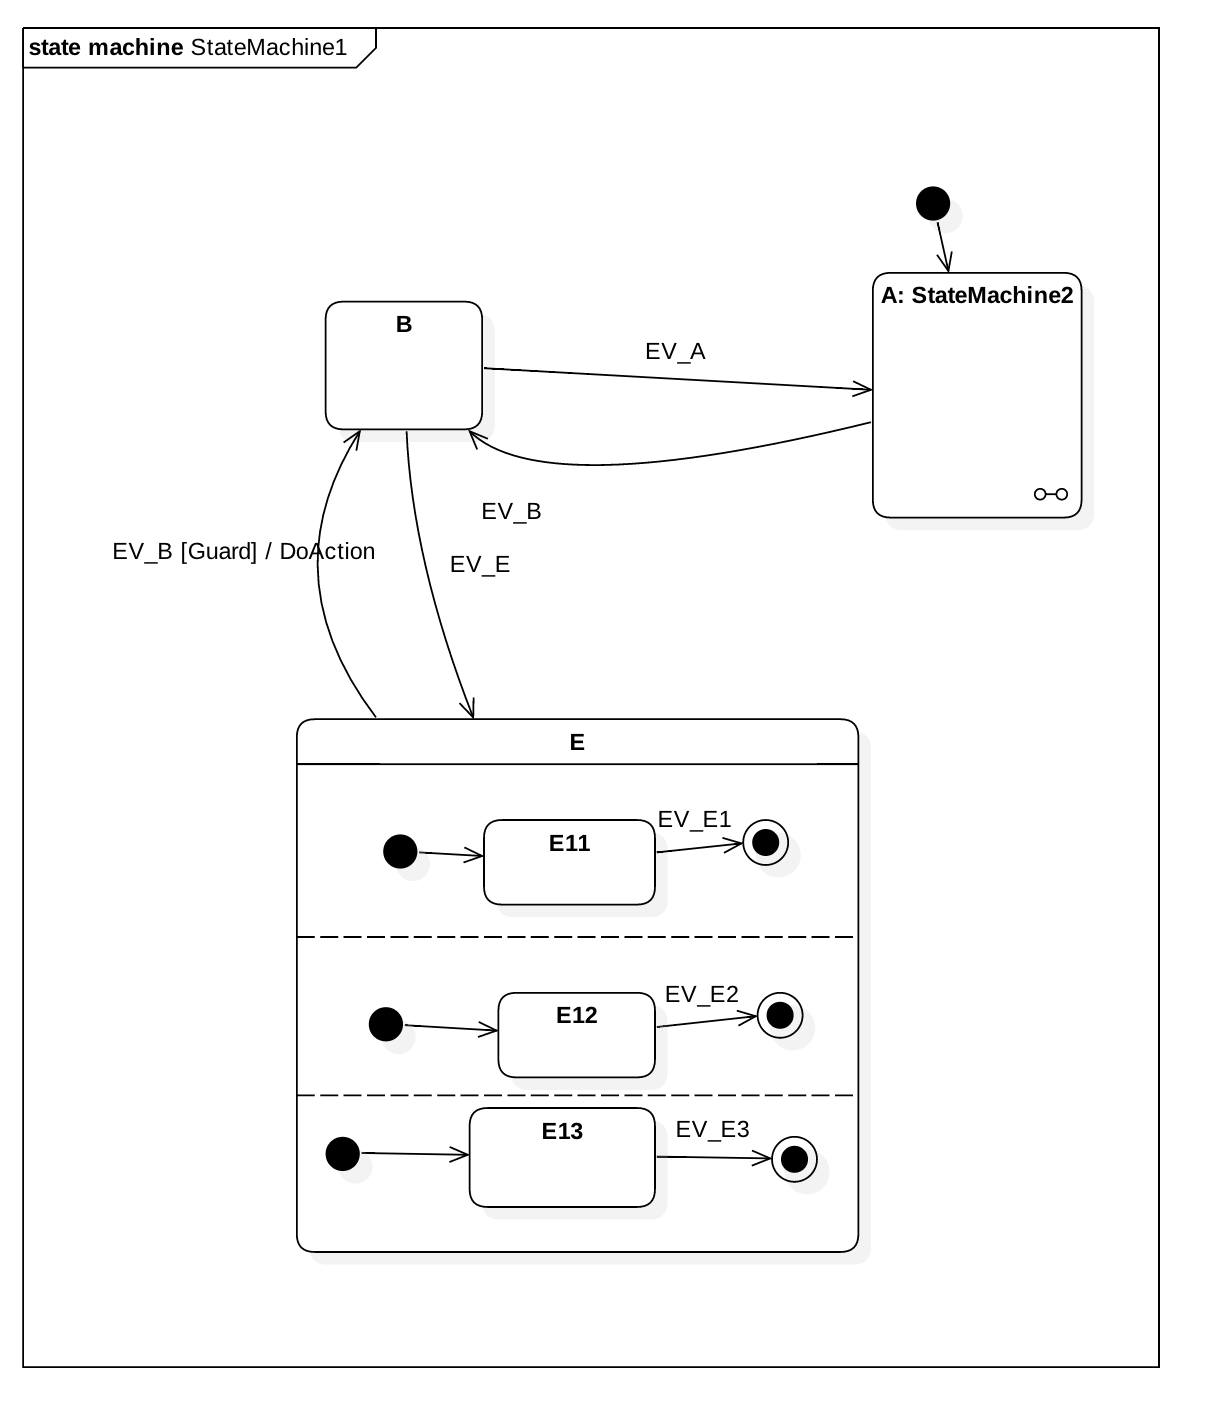 state machine StateMachine1
A: StateMachine2
B
EV_A
EV_B
EV_B [Guard] / DoAction
EV_E
E
EV_E1
E11
EV_E2
E12
EV_E3
E13